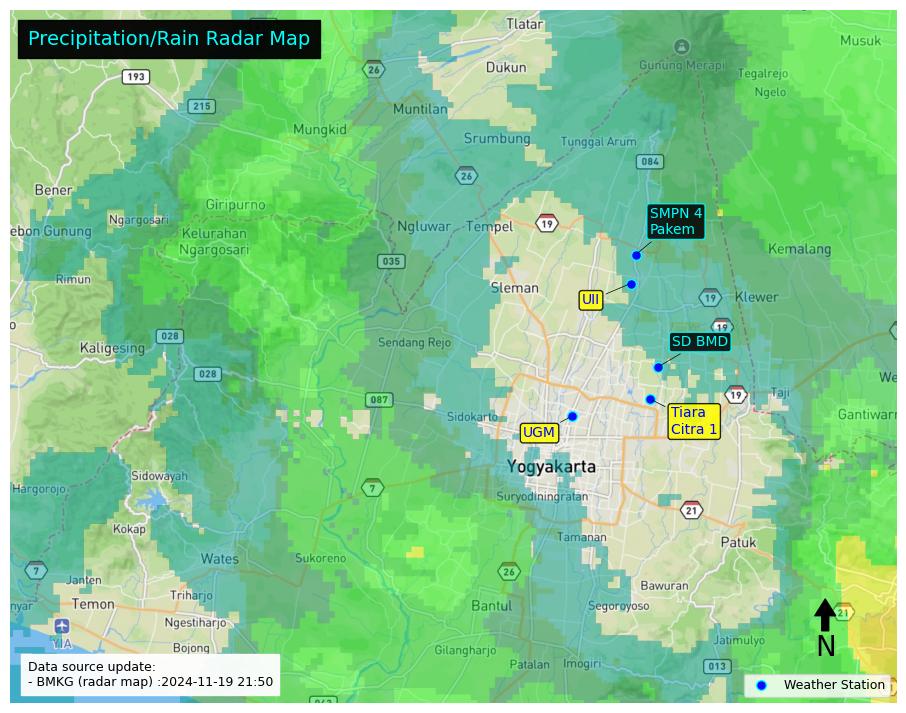 Precipitation/Rain Radar Map
Tlatar
Musuk
26
Gunung Merapi
193
Dukun
Tegalrejo
Ngelo
215
Muntilan
Mungkid
Srumbung
Tunggal Arum
084
26
Bener
Giripurno
SMPN 4
Pakem
Ngargosari
Ngluwar
Tempel
19
ebon Gunung
Kelurahan
Ngargosari
Kemalang
035
Rimun
Sleman
UII
19
Klewer
19
028
Kaligesing
Sendang Rejo
SD BMD
028
087
19
Taji
We
Sidokarto
Tiara
Citra 1
Gantiwarn
UGM
Yogyakarta
Sidowayah
Hargorojo
7
Suryodiningratan
21
Kokap
Tamanan
Patuk
Wates
Sukoreno
7
26
Janten
Bawuran
nyar
Temon
Triharjo
Bantul
Segoroyoso
21
Ngestiharjo
N
YIA
Bojong
Gilangharjo
Jatimulyo
Patalan
Imogiri
013
Data source update:
- BMKG (radar map) :2024-11-19 21:50
Weather Station